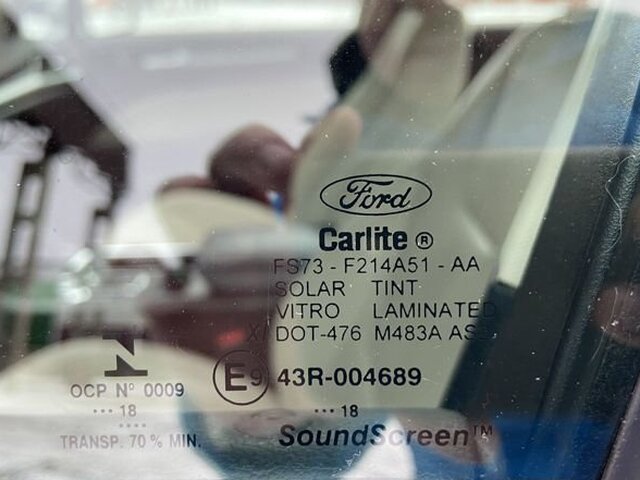 Ford
Carlite ®
FS73 - F214A51 - AA
SOLAR TINT
VITRO LAMINATED
DOT-476 M483A
N
E9 43R-004689
OCP Nº 0009
··· 18
··· 18
····
TRANSP. 70 % MIN.
SoundScreen™